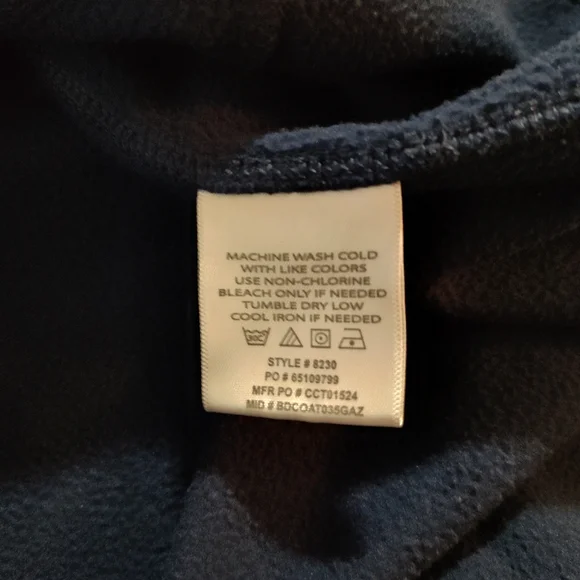 MACHINE WASH COLD
WITH LIKE COLORS
USE NON-CHLORINE
BLEACH ONLY IF NEEDED
TUMBLE DRY LOW
COOL IRON IF NEEDED
30C
STYLE # 8230
PO # 65109799
MFR PO # CCT01524
MID # BDCOAT035GAZ